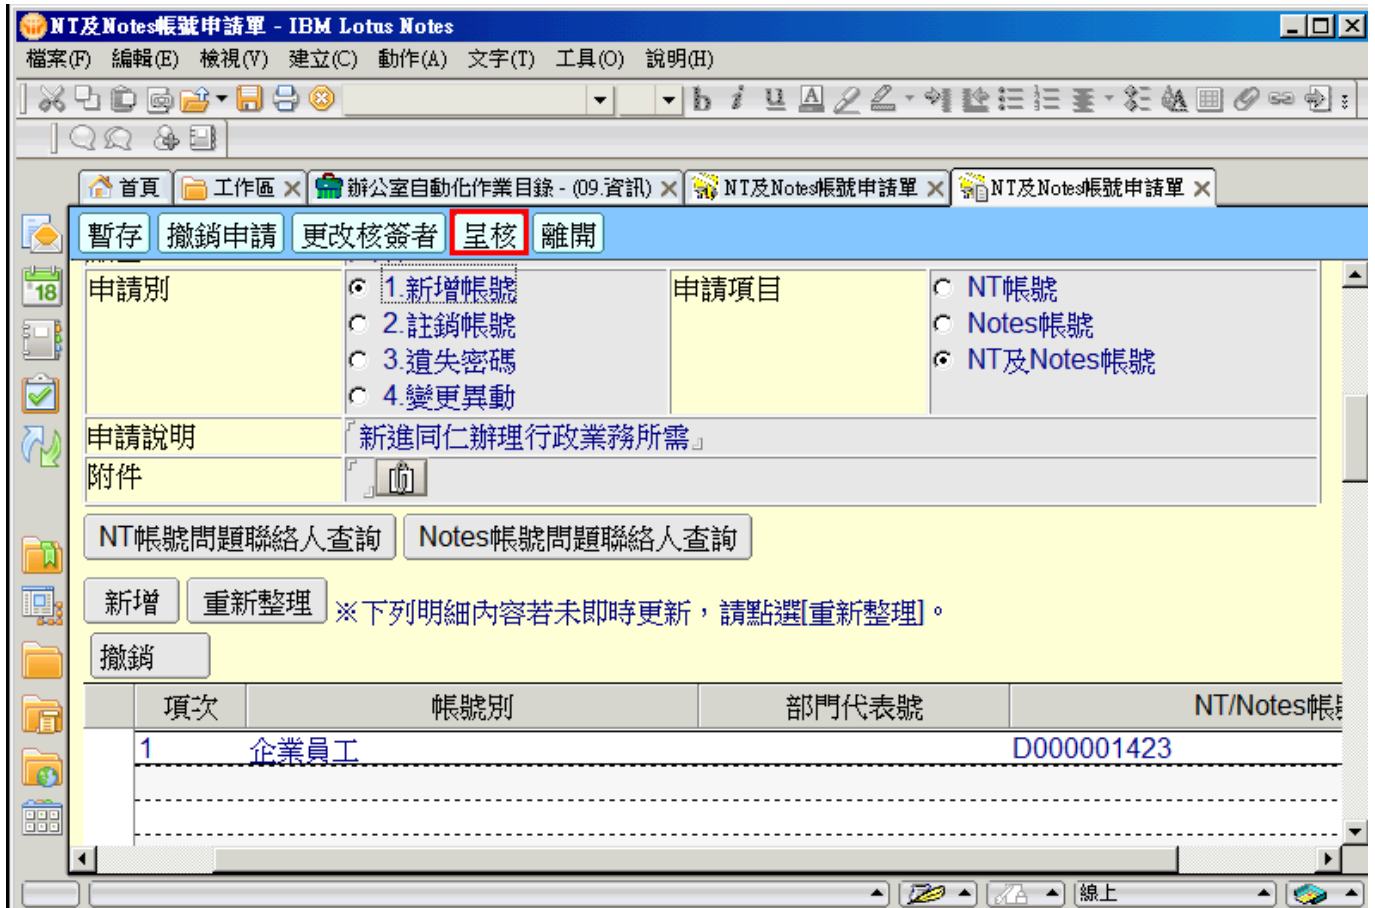 NT及Notes帳號申請單 - IBM Lotus Notes
檔案(F) 編輯(E) 檢視(V) 建立(C) 動作(A) 文字(T) 工具(O) 說明(H)
首頁 工作區 辦公室自動化作業目錄 - (09.資訊) NT及Notes帳號申請單 NT及Notes帳號申請單
暫存 撤銷申請 更改核簽者 呈核 離開
申請別 1.新增帳號 申請項目 NT帳號
2.註銷帳號 Notes帳號
3.遺失密碼 NT及Notes帳號
4.變更異動
申請說明 「新進同仁辦理行政業務所需」
附件 「 」
NT帳號問題聯絡人查詢 Notes帳號問題聯絡人查詢
新增 重新整理 ※下列明細內容若未即時更新，請點選[重新整理]。
撤銷
項次 帳號別 部門代表號 NT/Notes帳
1 企業員工 D000001423
線上